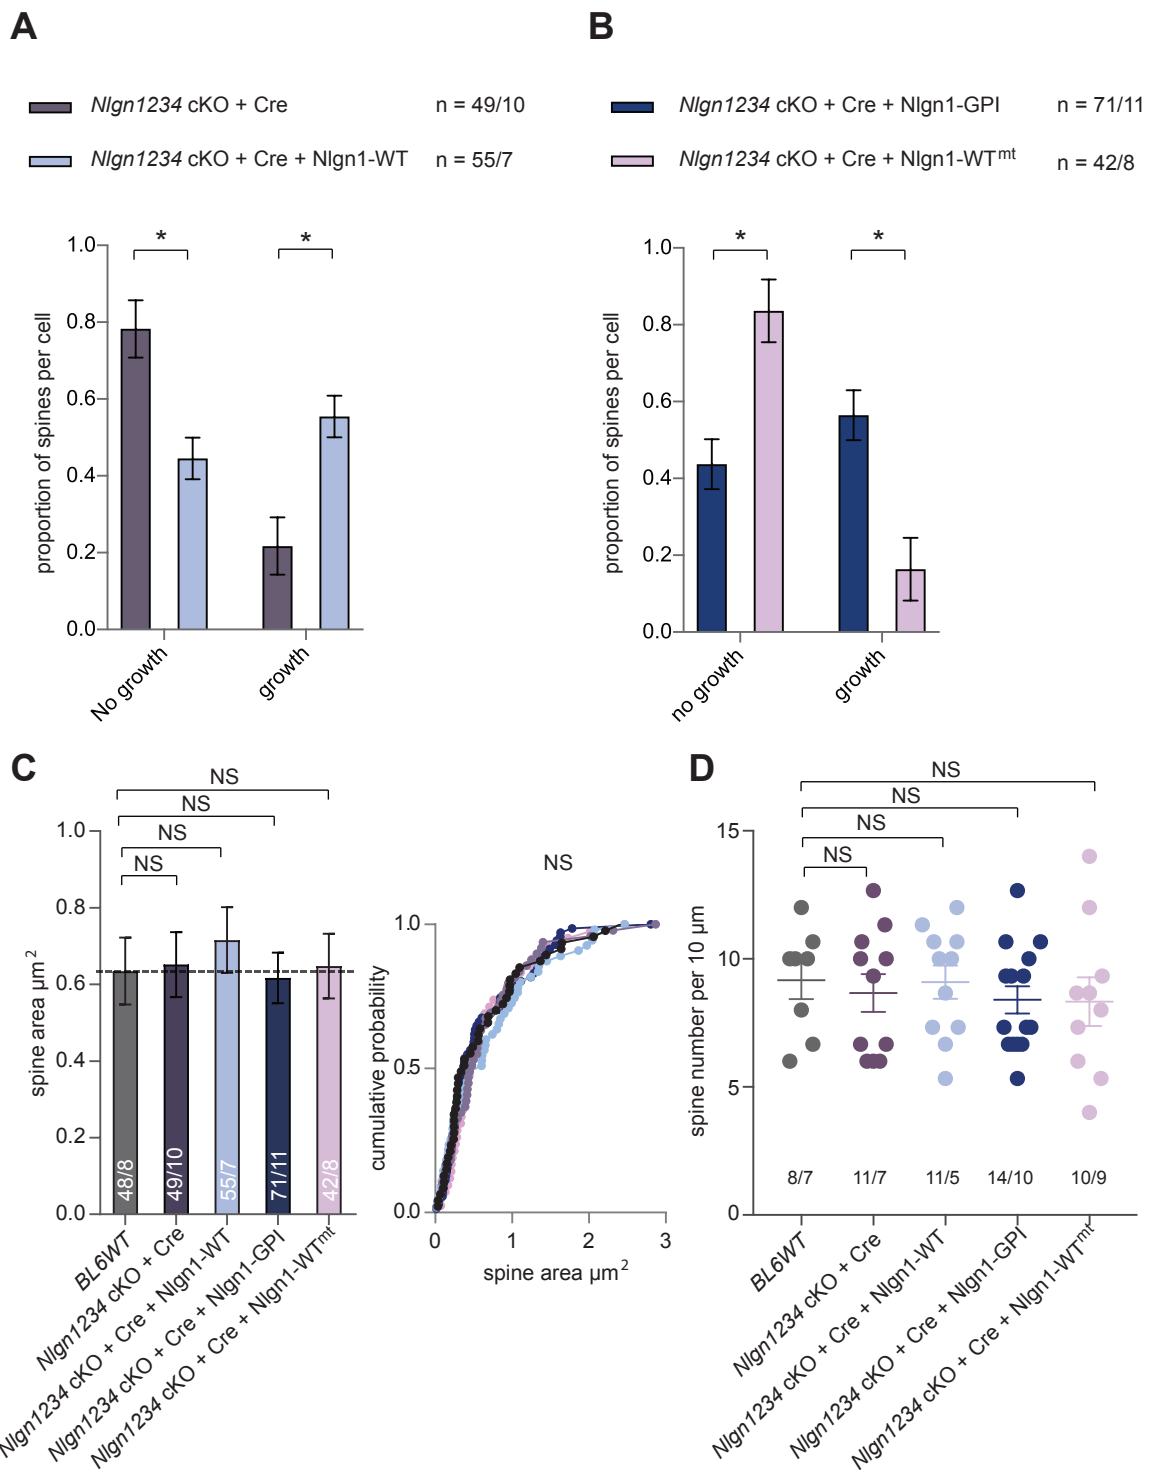 A
Nlgn1234 cKO + Cre n = 49/10
Nlgn1234 cKO + Cre + Nlgn1-WT n = 55/7
proportion of spines per cell
1.0
0.8
0.6
0.4
0.2
0.0
*
*
No growth
growth
B
Nlgn1234 cKO + Cre + Nlgn1-GPI n = 71/11
Nlgn1234 cKO + Cre + Nlgn1-WTmt n = 42/8
proportion of spines per cell
1.0
0.8
0.6
0.4
0.2
0.0
*
*
no growth
growth
C
NS
NS
NS
NS
spine area µm2
1.0
0.8
0.6
0.4
0.2
0.0
48/8
49/10
55/7
71/11
42/8
BL6WT
Nlgn1234 cKO + Cre
Nlgn1234 cKO + Cre + Nlgn1-WT
Nlgn1234 cKO + Cre + Nlgn1-GPI
Nlgn1234 cKO + Cre + Nlgn1-WTmt
NS
cumulative probability
1.0
0.5
0.0
0 1 2 3
spine area µm2
D
NS
NS
NS
NS
spine number per 10 µm
15
10
5
0
8/7 11/7 11/5 14/10 10/9
BL6WT
Nlgn1234 cKO + Cre
Nlgn1234 cKO + Cre + Nlgn1-WT
Nlgn1234 cKO + Cre + Nlgn1-GPI
Nlgn1234 cKO + Cre + Nlgn1-WTmt